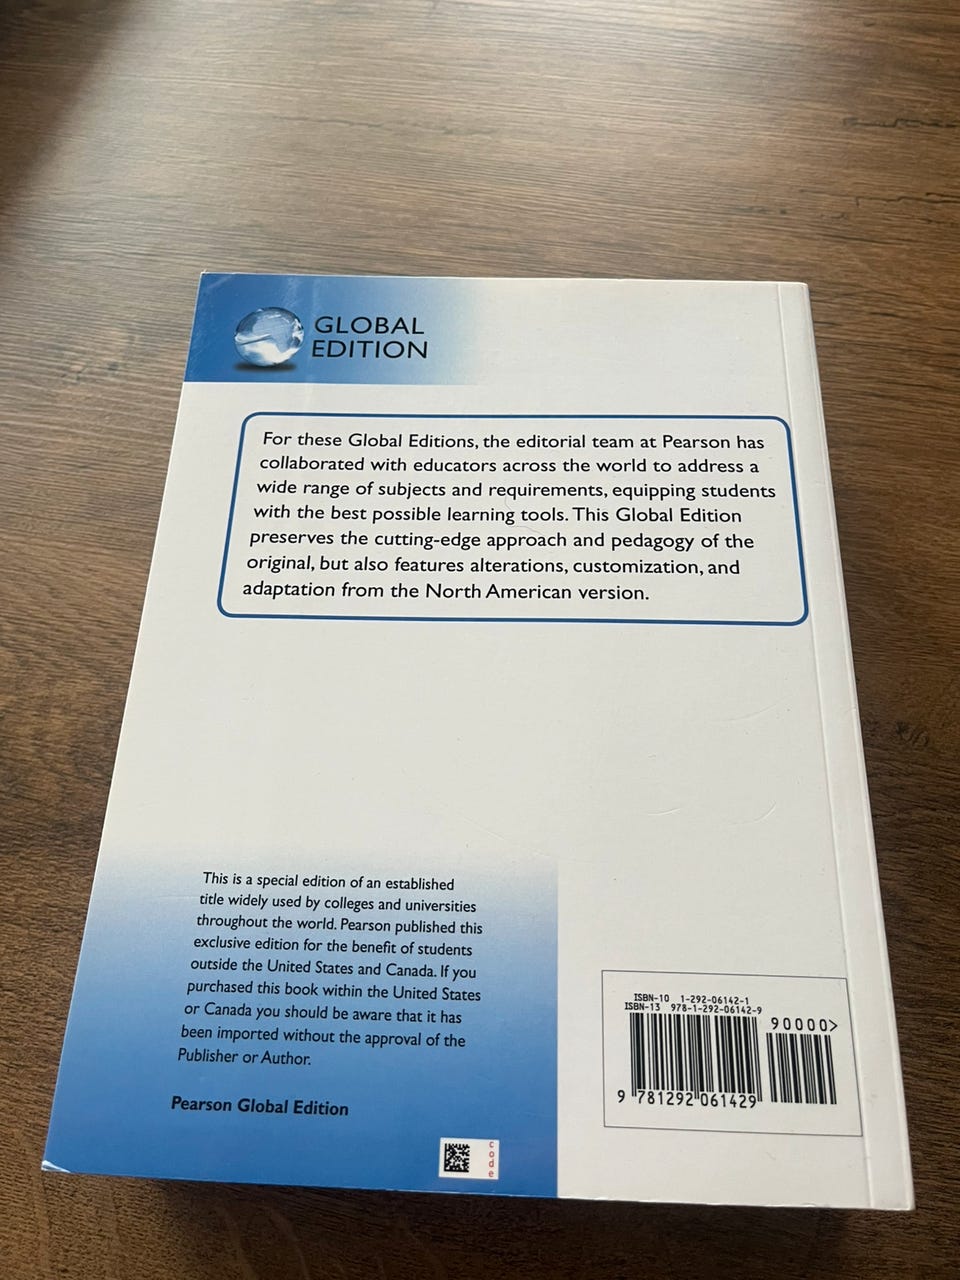 GLOBAL
EDITION
For these Global Editions, the editorial team at Pearson has
collaborated with educators across the world to address a
wide range of subjects and requirements, equipping students
with the best possible learning tools. This Global Edition
preserves the cutting-edge approach and pedagogy of the
original, but also features alterations, customization, and
adaptation from the North American version.
This is a special edition of an established
title widely used by colleges and universities
throughout the world. Pearson published this
exclusive edition for the benefit of students
outside the United States and Canada. If you
purchased this book within the United States
or Canada you should be aware that it has
been imported without the approval of the
Publisher or Author.
Pearson Global Edition
code
ISBN-10 1-292-06142-1
ISBN-13 978-1-292-06142-9
90000>
9 781292 061429